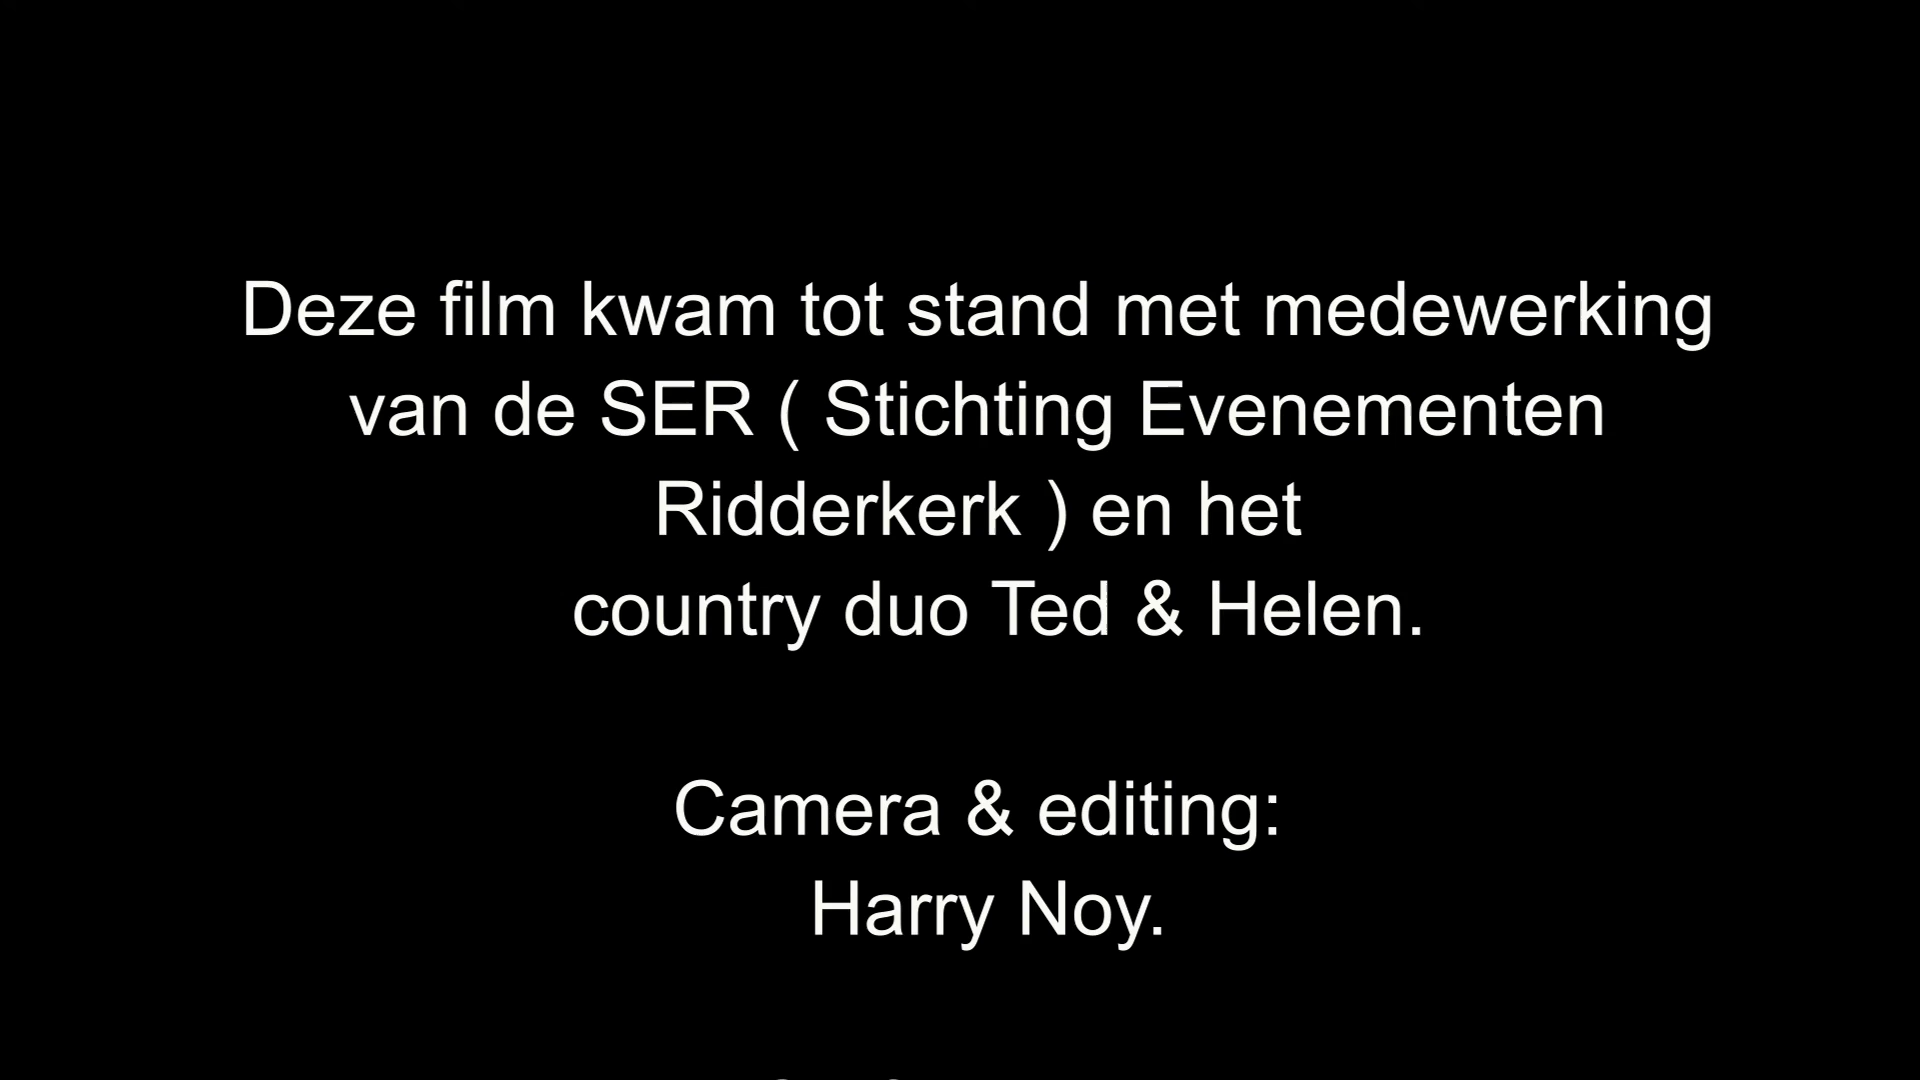 Deze film kwam tot stand met medewerking
van de SER ( Stichting Evenementen
Ridderkerk ) en het
country duo Ted & Helen.
Camera & editing:
Harry Noy.